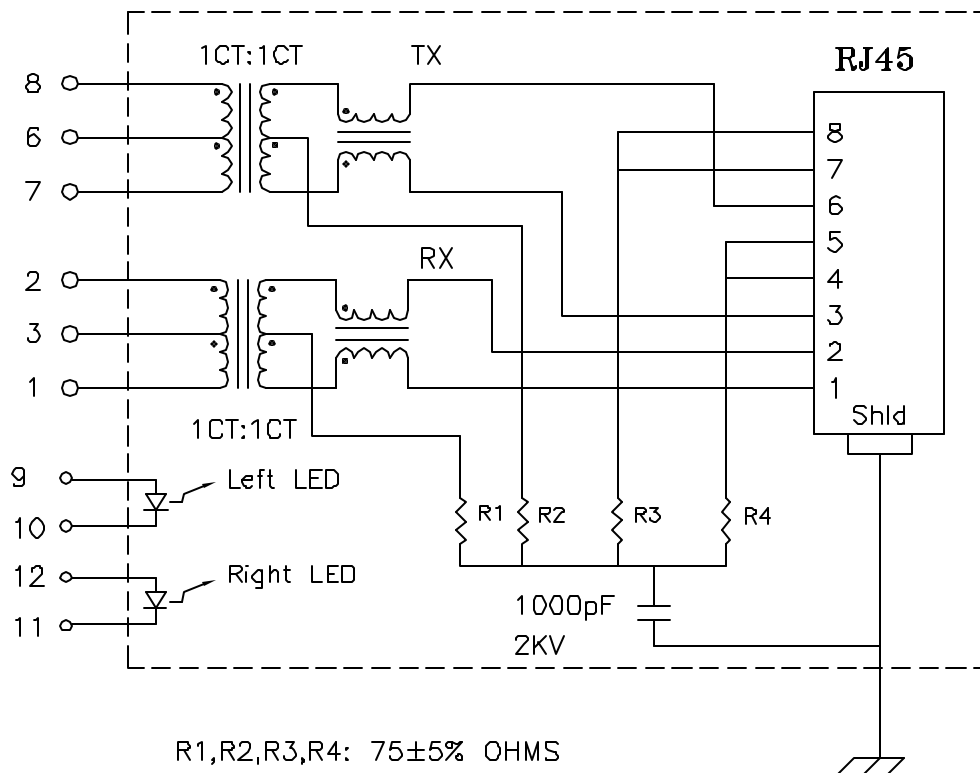 1CT:1CT
TX
RJ45
8
6
7
8
7
6
5
4
3
2
1
Shld
RX
2
3
1
1CT:1CT
9
Left LED
10
R1
R2
R3
R4
12
Right LED
11
1000pF
2KV
R1,R2,R3,R4: 75±5% OHMS